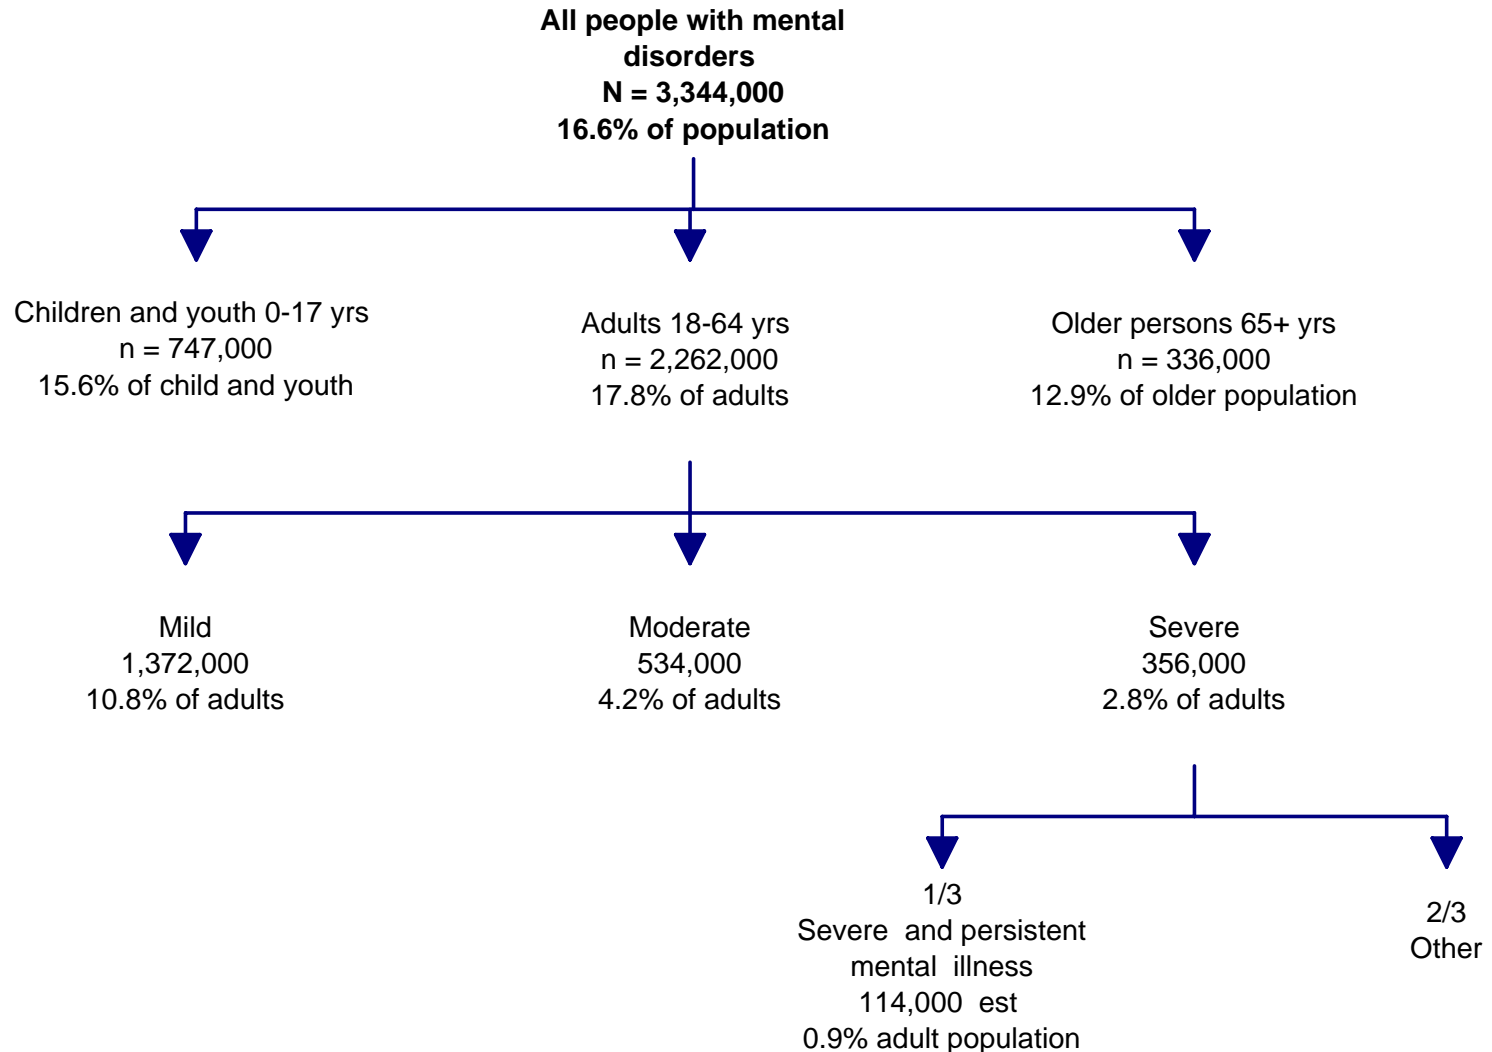 All people with mental
disorders
N = 3,344,000
16.6% of population
Children and youth 0-17 yrs
n = 747,000
15.6% of child and youth
Adults 18-64 yrs
n = 2,262,000
17.8% of adults
Older persons 65+ yrs
n = 336,000
12.9% of older population
Mild
1,372,000
10.8% of adults
Moderate
534,000
4.2% of adults
Severe
356,000
2.8% of adults
1/3
Severe and persistent
mental illness
114,000 est
0.9% adult population
2/3
Other